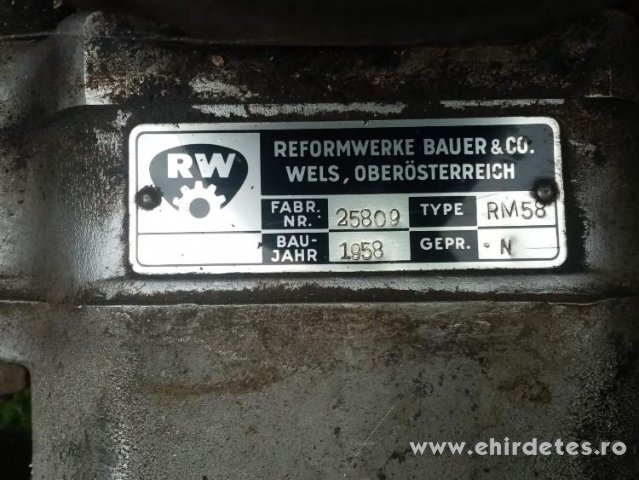 RW
REFORMWERKE BAUER & CO.
WELS, OBERÖSTERREICH
FABR. NR. 25809 TYPE RM58
BAU- JAHR 1958 GEPR. N
www.ehirdetes.ro